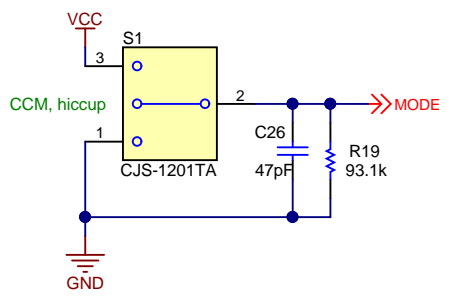 VCC
S1
3
CCM, hiccup
2
MODE
1
C26
47pF
R19
93.1k
CJS-1201TA
GND